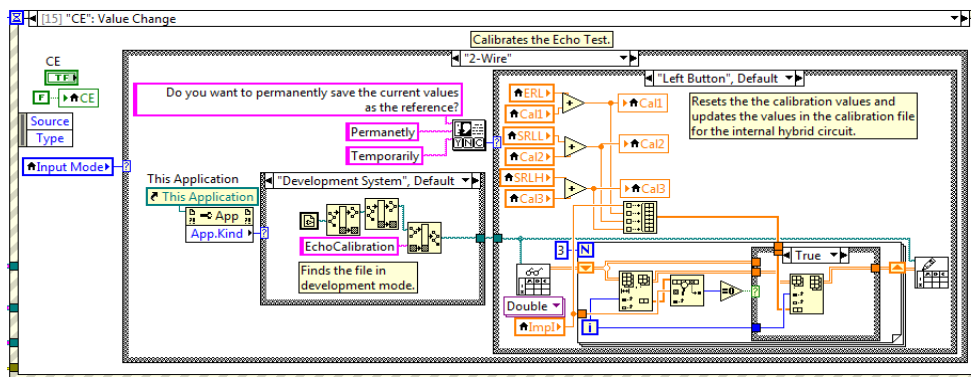 [15] "CE": Value Change
Calibrates the Echo Test.
"2-Wire"
CE
TF
F
CE
Source
Type
Input Mode
Do you want to permanently save the current values
as the reference?
Permanetly
Temporarily
Y N C
"Left Button", Default
ERL
Cal1
Cal1
SRLL
Cal2
Cal2
SRLH
Cal3
Cal3
Resets the the calibration values and
updates the values in the calibration file
for the internal hybrid circuit.
This Application
This Application
App
App.Kind
"Development System", Default
EchoCalibration
Finds the file in
development mode.
3
N
True
Double
Impl
=0
i